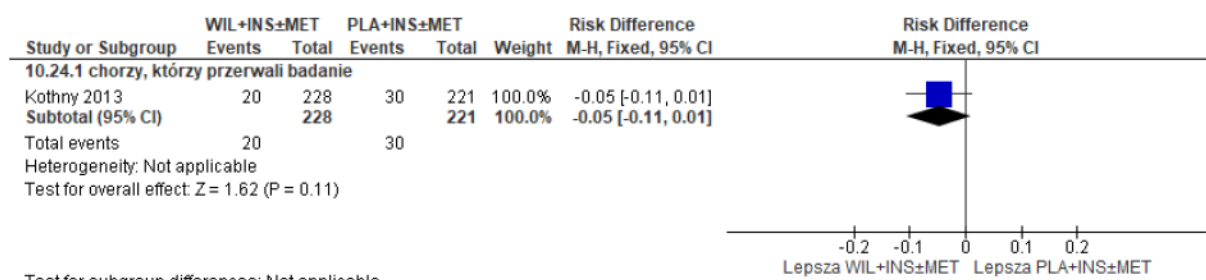 WIL+INS±MET PLA+INS±MET Risk Difference Risk Difference
Study or Subgroup Events Total Events Total Weight M-H, Fixed, 95% CI M-H, Fixed, 95% CI
10.24.1 chorzy, którzy przerwali badanie
Kothny 2013 20 228 30 221 100.0% -0.05 [-0.11, 0.01]
Subtotal (95% CI) 228 221 100.0% -0.05 [-0.11, 0.01]
Total events 20 30
Heterogeneity: Not applicable
Test for overall effect: Z = 1.62 (P = 0.11)
-0.2 -0.1 0 0.1 0.2
Lepsza WIL+INS±MET Lepsza PLA+INS±MET
Test for subgroup differences: Not applicable